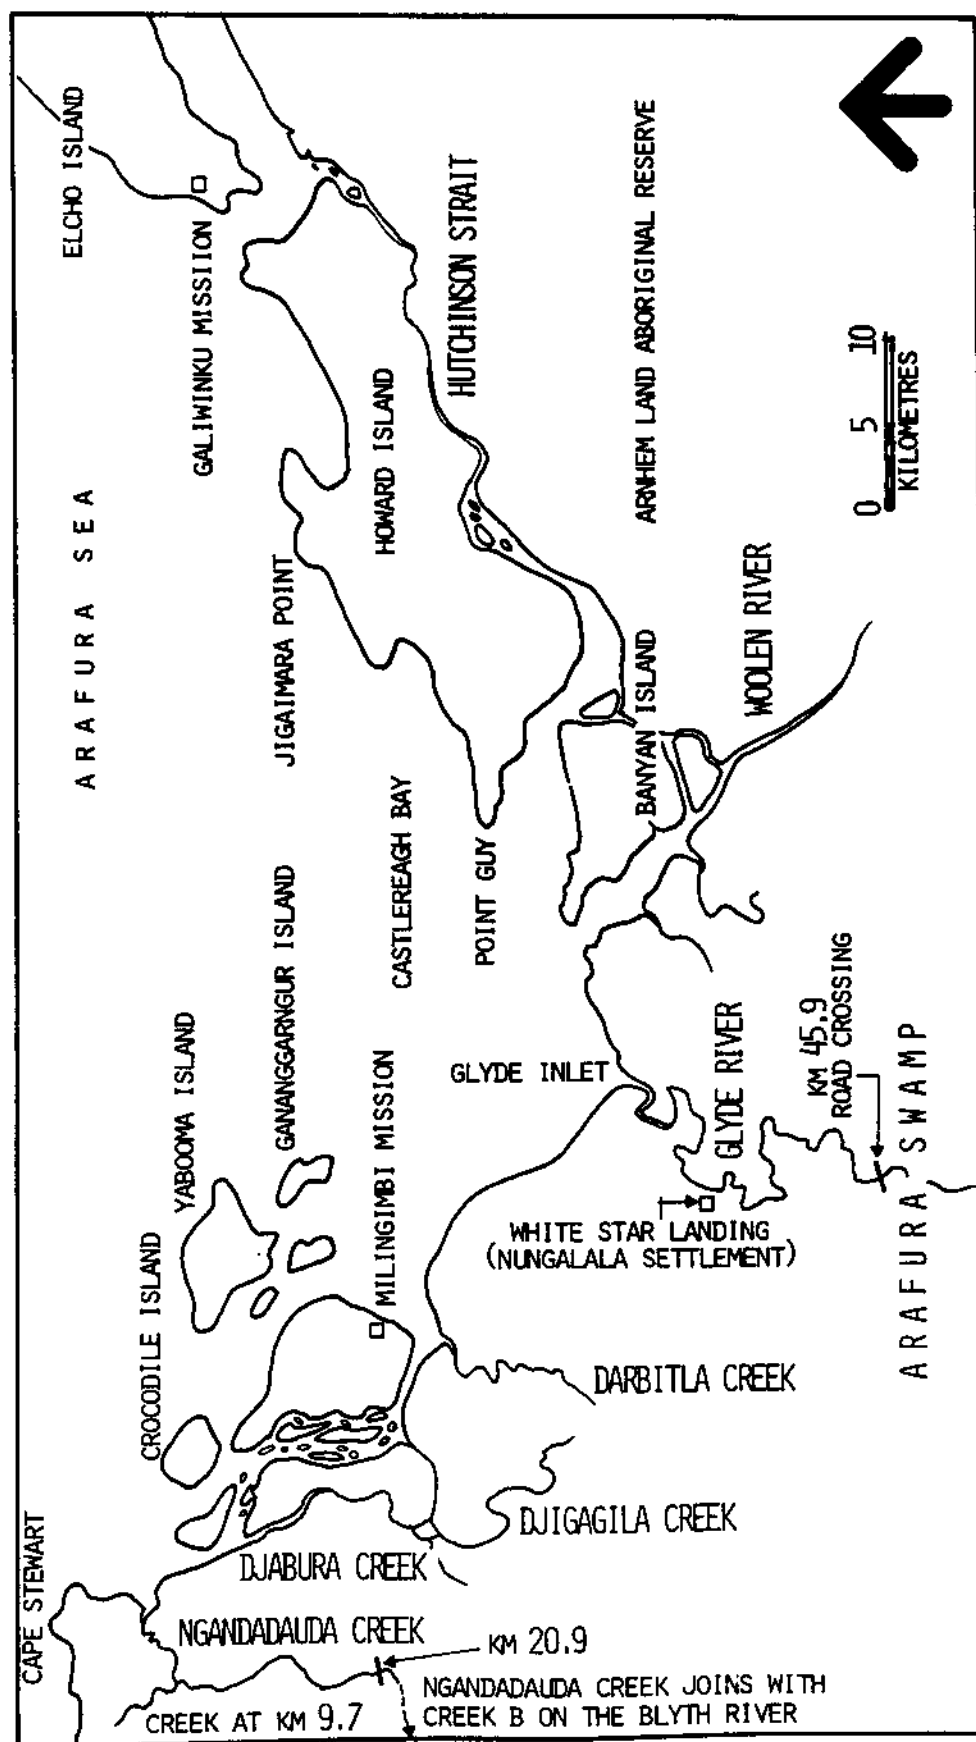 ELCHO ISLAND
GALIWINKU MISSIION
HUTCHINSON STRAIT
ARNHEM LAND ABORIGINAL RESERVE
ARAFURA SEA
JIGAIMARA POINT
HOWARD ISLAND
0 5 10
KILOMETRES
CASTLEREAGH BAY
POINT GUY
BANYAN ISLAND
WOOLEN RIVER
YABOOMA ISLAND
GANANGGARNGUR ISLAND
MILINGIMBI MISSION
GLYDE INLET
GLYDE RIVER
KM 45.9
ROAD CROSSING
ARAFURA SWAMP
WHITE STAR LANDING
(NUNGALALA SETTLEMENT)
CROCODILE ISLAND
DARBITLA CREEK
DJIGAGILA CREEK
DJABURA CREEK
CAPE STEWART
NGANDADAUDA CREEK
KM 20.9
CREEK AT KM 9.7
NGANDADAUDA CREEK JOINS WITH
CREEK B ON THE BLYTH RIVER